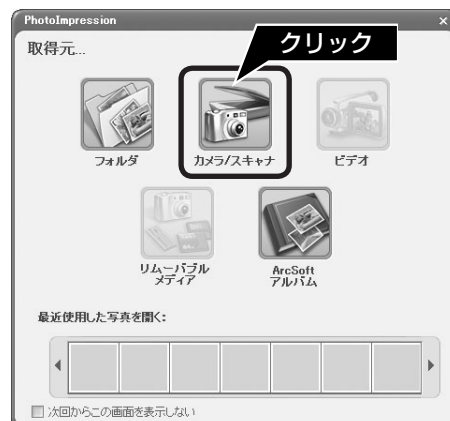 PhotoImpression
×
取得元...
クリック
フォルダ
カメラ/スキャナ
ビデオ
リムーバブル
メディア
ArcSoft
アルバム
最近使用した写真を開く:
次回からこの画面を表示しない